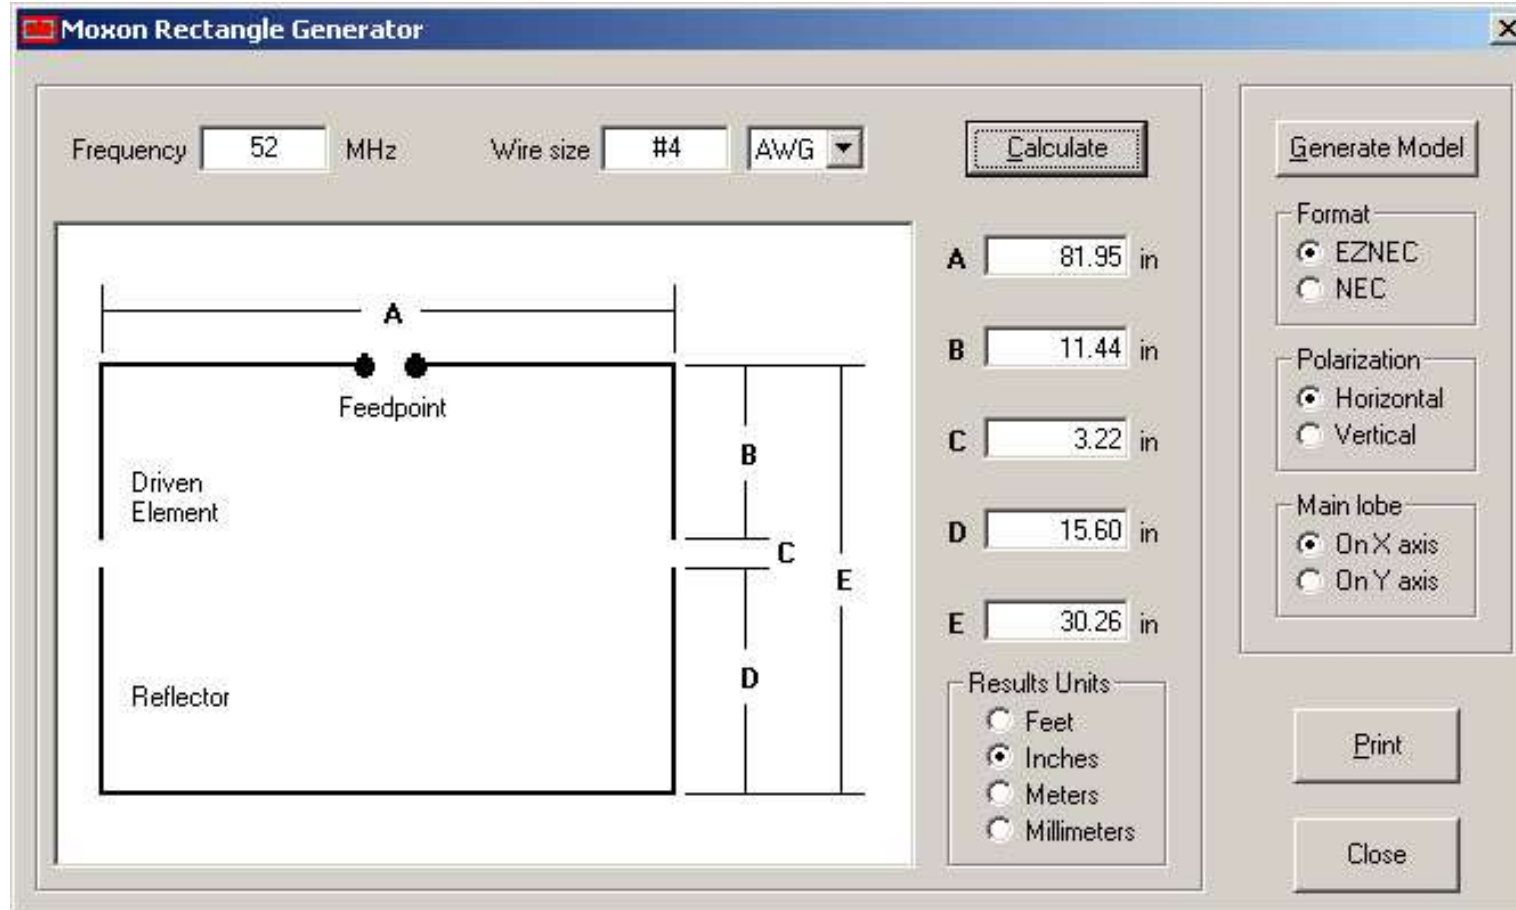 Moxon Rectangle Generator
Frequency 52 MHz Wire size #4 AWG Calculate
A
Feedpoint
Driven
Element
B
C
E
D
Reflector
A 81.95 in
B 11.44 in
C 3.22 in
D 15.60 in
E 30.26 in
Results Units
Feet
Inches
Meters
Millimeters
Generate Model
Format
EZNEC
NEC
Polarization
Horizontal
Vertical
Main lobe
On X axis
On Y axis
Print
Close